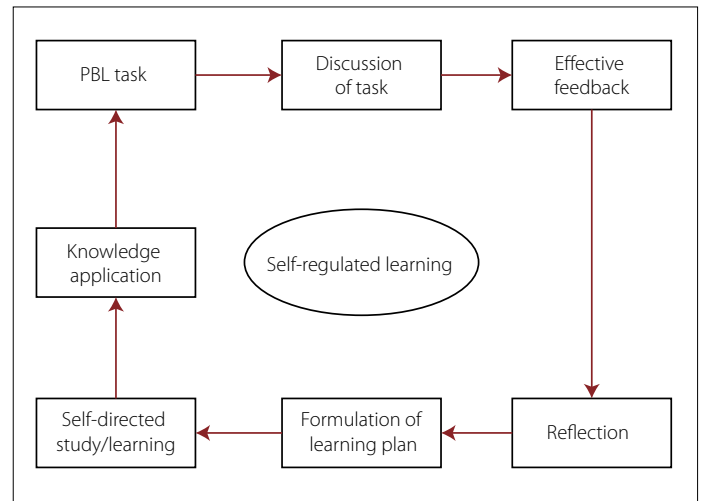 PBL task
Discussion
of task
Effective
feedback
Knowledge
application
Self-regulated learning
Self-directed
study/learning
Formulation of
learning plan
Reflection